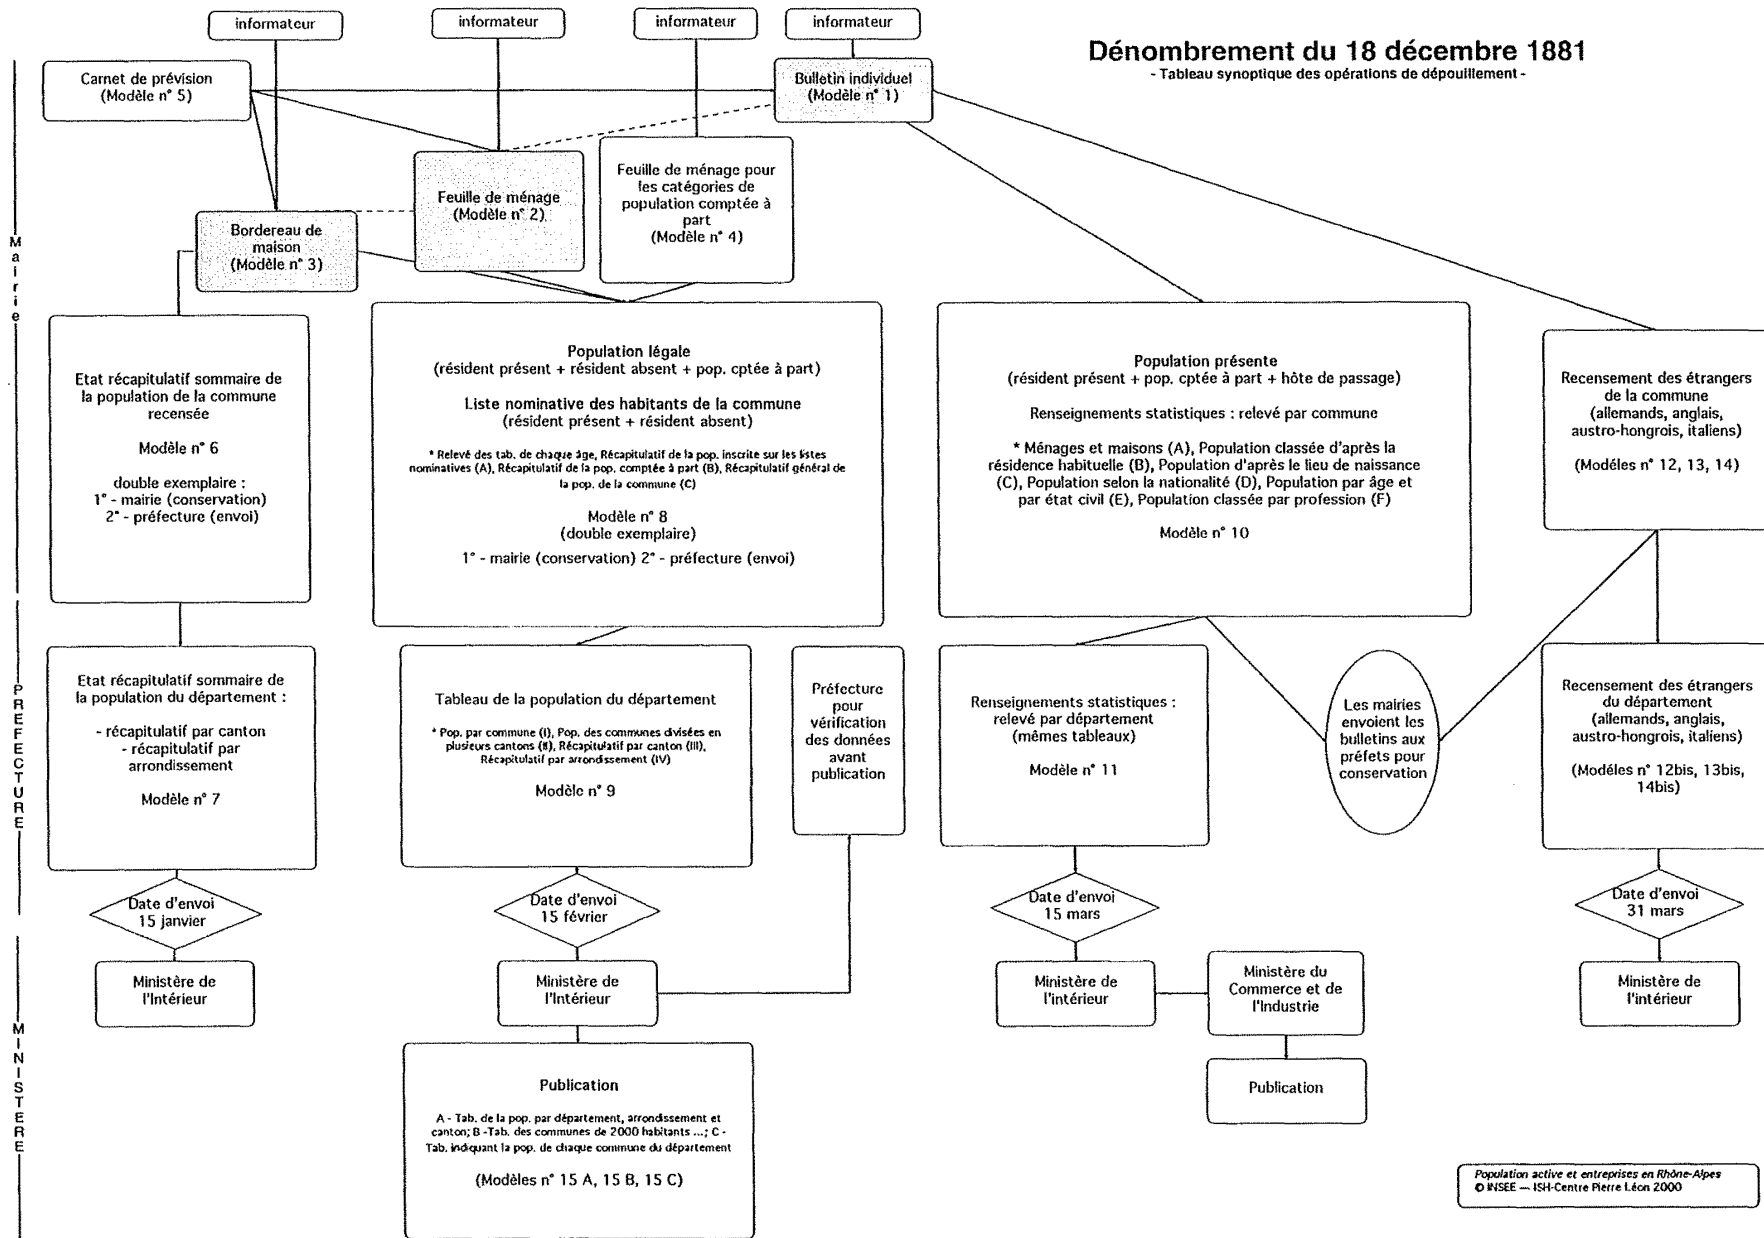 informateur
informateur
informateur
informateur
Dénombrement du 18 décembre 1881
- Tableau synoptique des opérations de dépouillement -
Carnet de prévision
(Modèle n° 5)
Bulletin individuel
(Modèle n° 1)
Feuille de ménage
(Modèle n° 2)
Feuille de ménage pour
les catégories de
population comptée à
part
(Modèle n° 4)
Bordereau de
maison
(Modèle n° 3)
Mairie
Etat récapitulatif sommaire de
la population de la commune
recensée
Modèle n° 6
double exemplaire :
1° - mairie (conservation)
2° - préfecture (envoi)
Population légale
(résident présent + résident absent + pop. cptée à part)
Liste nominative des habitants de la commune
(résident présent + résident absent)
* Relevé des tab. de chaque âge, Récapitulatif de la pop. inscrite sur les listes
nominatives (A), Récapitulatif de la pop. comptée à part (B), Récapitulatif général de
la pop. de la commune (C)
Modèle n° 8
(double exemplaire)
1° - mairie (conservation) 2° - préfecture (envoi)
Population présente
(résident présent + pop. cptée à part + hôte de passage)
Renseignements statistiques : relevé par commune
* Ménages et maisons (A), Population classée d'après la
résidence habituelle (B), Population d'après le lieu de naissance
(C), Population selon la nationalité (D), Population par âge et
par état civil (E), Population classée par profession (F)
Modèle n° 10
Recensement des étrangers
de la commune
(allemands, anglais,
austro-hongrois, italiens)
(Modéles n° 12, 13, 14)
PREFECTURE
Etat récapitulatif sommaire de
la population du département :
- récapitulatif par canton
- récapitulatif par
arrondissement
Modèle n° 7
Tableau de la population du département
* Pop. par commune (I), Pop. des communes divisées en
plusieurs cantons (II), Récapitulatif par canton (III),
Récapitulatif par arrondissement (IV)
Modèle n° 9
Préfecture
pour
vérification
des données
avant
publication
Renseignements statistiques :
relevé par département
(mêmes tableaux)
Modèle n° 11
Les mairies
envoient les
bulletins aux
préfets pour
conservation
Recensement des étrangers
du département
(allemands, anglais,
austro-hongrois, italiens)
(Modéles n° 12bis, 13bis,
14bis)
Date d'envoi
15 janvier
Date d'envoi
15 février
Date d'envoi
15 mars
Date d'envoi
31 mars
MINISTERE
Ministère de
l'Intérieur
Ministère de
l'Intérieur
Ministère de
l'intérieur
Ministère du
Commerce et de
l'Industrie
Ministère de
l'intérieur
Publication
A - Tab. de la pop. par département, arrondissement et
canton; B -Tab. des communes de 2000 habitants ...; C -
Tab. indiquant la pop. de chaque commune du département
(Modèles n° 15 A, 15 B, 15 C)
Publication
Population active et entreprises en Rhône-Alpes
© INSEE — ISH-Centre Pierre Léon 2000